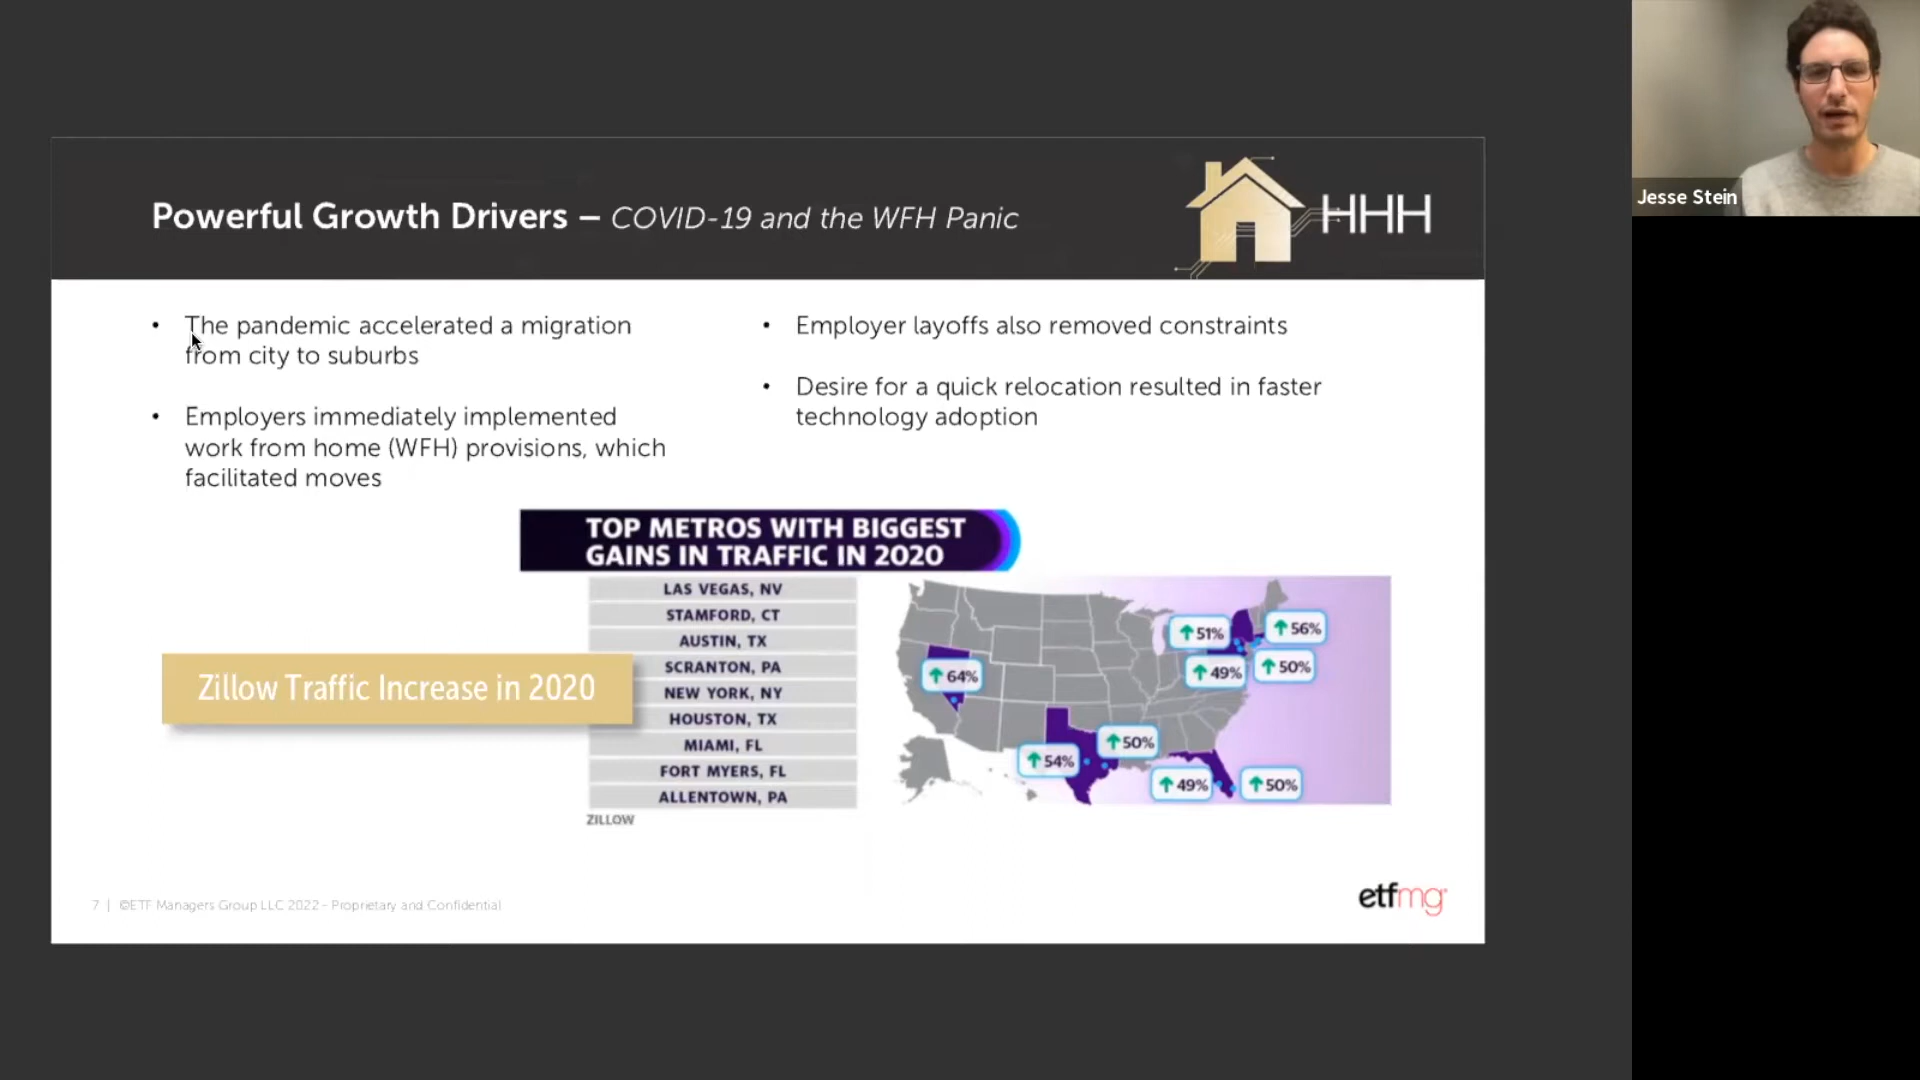 Powerful Growth Drivers – COVID-19 and the WFH Panic
HHH
• The pandemic accelerated a migration
from city to suburbs
• Employers immediately implemented
work from home (WFH) provisions, which
facilitated moves
• Employer layoffs also removed constraints
• Desire for a quick relocation resulted in faster
technology adoption
TOP METROS WITH BIGGEST
GAINS IN TRAFFIC IN 2020
LAS VEGAS, NV
STAMFORD, CT
AUSTIN, TX
SCRANTON, PA
NEW YORK, NY
HOUSTON, TX
MIAMI, FL
FORT MYERS, FL
ALLENTOWN, PA
ZILLOW
Zillow Traffic Increase in 2020
64%
51%
56%
49%
50%
54%
50%
49%
50%
7 | ©ETF Managers Group LLC 2022 – Proprietary and Confidential
etfmg
Jesse Stein